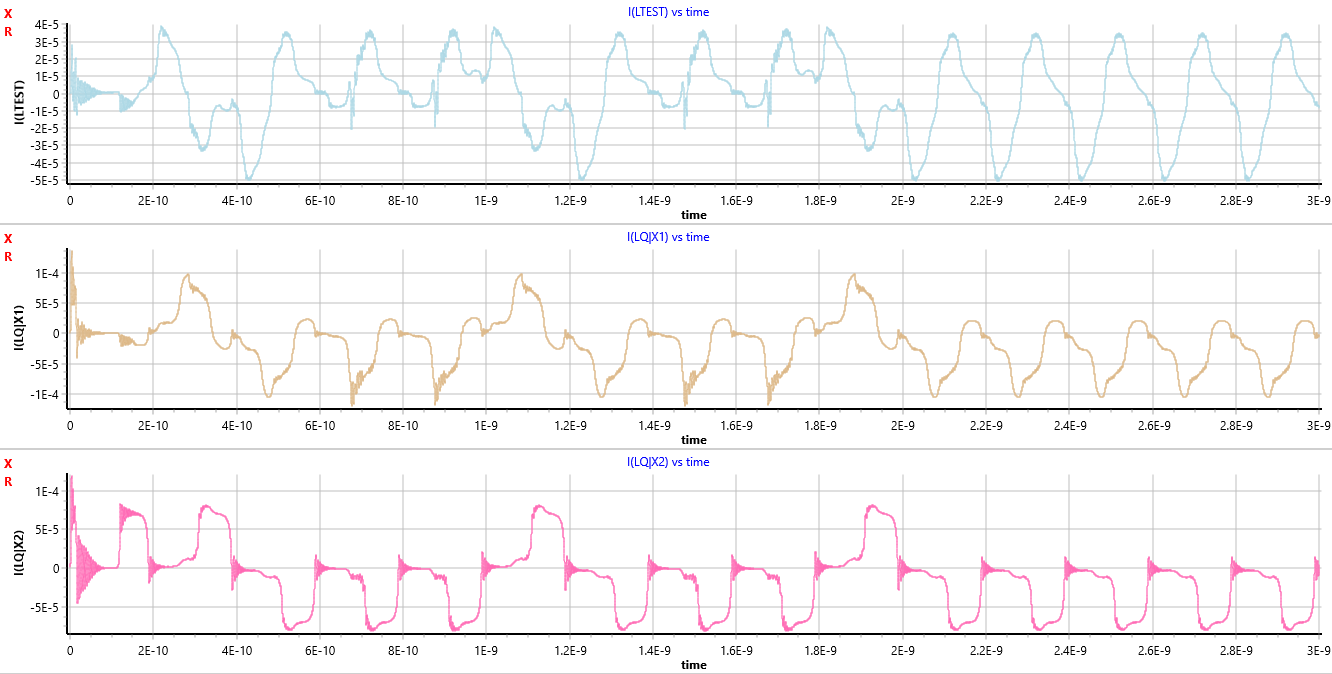 I(LTEST) vs time
X
R
I(LTEST)
4E-5
3E-5
2E-5
1E-5
0
-1E-5
-2E-5
-3E-5
-4E-5
-5E-5
0 2E-10 4E-10 6E-10 8E-10 1E-9 1.2E-9 1.4E-9 1.6E-9 1.8E-9 2E-9 2.2E-9 2.4E-9 2.6E-9 2.8E-9 3E-9
time
I(LQ|X1) vs time
X
R
I(LQ|X1)
1E-4
5E-5
0
-5E-5
-1E-4
0 2E-10 4E-10 6E-10 8E-10 1E-9 1.2E-9 1.4E-9 1.6E-9 1.8E-9 2E-9 2.2E-9 2.4E-9 2.6E-9 2.8E-9 3E-9
time
I(LQ|X2) vs time
X
R
I(LQ|X2)
1E-4
5E-5
0
-5E-5
0 2E-10 4E-10 6E-10 8E-10 1E-9 1.2E-9 1.4E-9 1.6E-9 1.8E-9 2E-9 2.2E-9 2.4E-9 2.6E-9 2.8E-9 3E-9
time